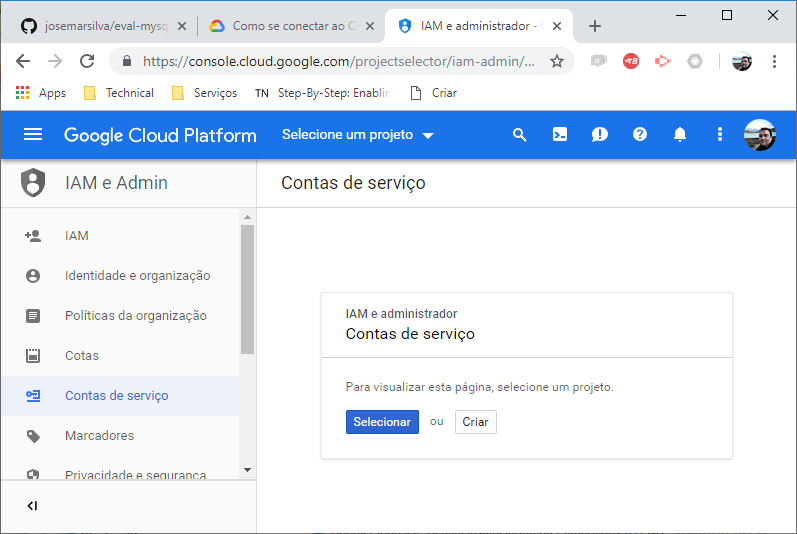 josemarsilva/eval-mysq
Como se conectar ao C
IAM e administrador -
https://console.cloud.google.com/projectselector/iam-admin/...
Apps
Technical
Serviços
TN Step-By-Step: Enablin
Criar
Google Cloud Platform
Selecione um projeto
IAM e Admin
Contas de serviço
IAM
Identidade e organização
Políticas da organização
Cotas
Contas de serviço
Marcadores
Privacidade e segurança
IAM e administrador
Contas de serviço
Para visualizar esta página, selecione um projeto.
Selecionar ou Criar